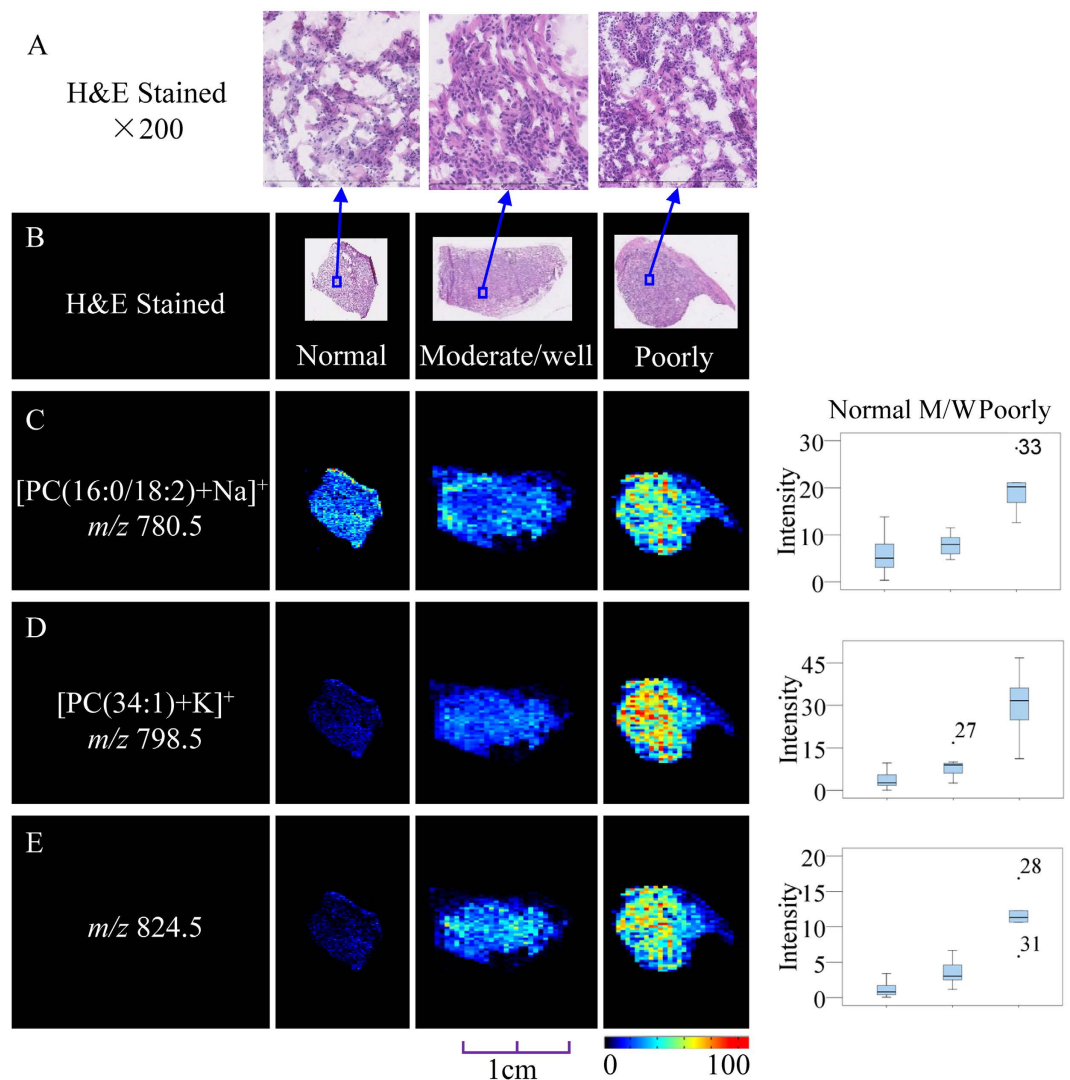 A
H&E Stained
×200
B
H&E Stained
Normal
Moderate/well
Poorly
C
[PC(16:0/18:2)+Na]⁺
m/z 780.5
Normal M/W Poorly
30
20
10
0
Intensity
33
D
[PC(34:1)+K]⁺
m/z 798.5
45
30
15
0
Intensity
27
E
m/z 824.5
20
15
10
5
0
Intensity
28
31
1cm
0
100